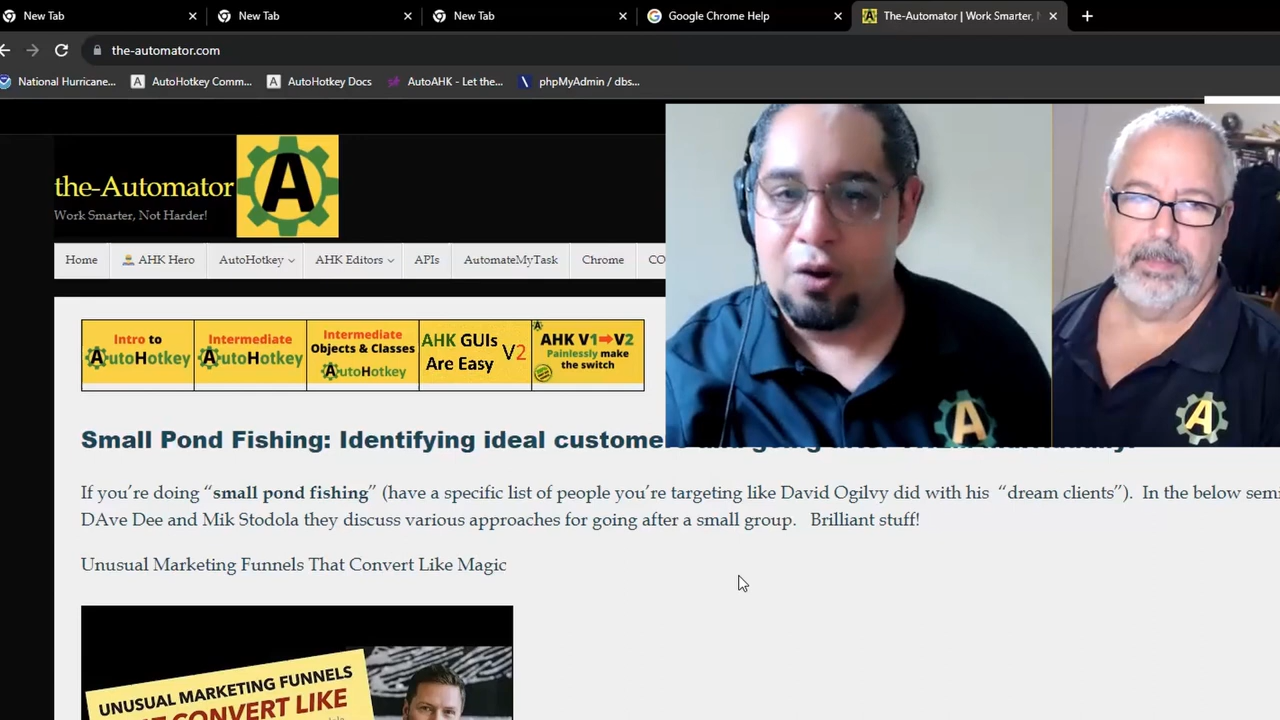 New Tab
New Tab
New Tab
Google Chrome Help
The-Automator | Work Smarter,
the-automator.com
National Hurricane...
AutoHotkey Comm...
AutoHotkey Docs
AutoAHK - Let the...
phpMyAdmin / dbs...
the-Automator
Work Smarter, Not Harder!
A
Home
AHK Hero
AutoHotkey
AHK Editors
APIs
AutomateMyTask
Chrome
CO
Intro to
AutoHotkey
Intermediate
AutoHotkey
Intermediate
Objects & Classes
AutoHotkey
AHK GUIs
Are Easy V2
AHK V1 V2
Painlessly make
the switch
A
A
Small Pond Fishing: Identifying ideal custome
If you’re doing “small pond fishing” (have a specific list of people you’re targeting like David Ogilvy did with his “dream clients”). In the below semi
DAve Dee and Mik Stodola they discuss various approaches for going after a small group. Brilliant stuff!
Unusual Marketing Funnels That Convert Like Magic
UNUSUAL MARKETING FUNNELS
CONVERT LIKE